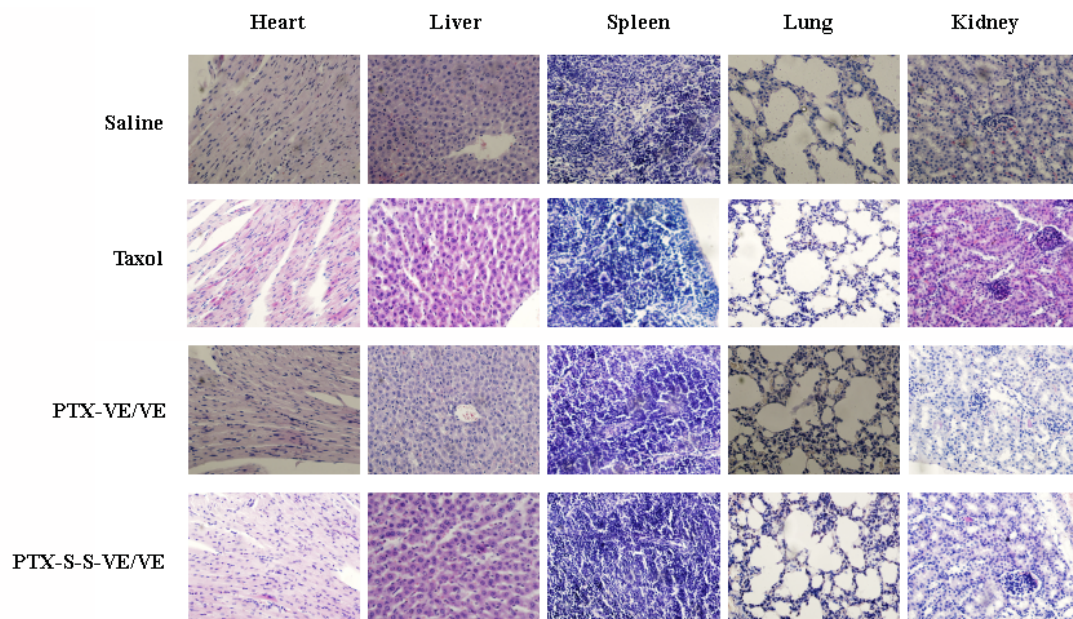 Heart Liver Spleen Lung Kidney
Saline
Taxol
PTX-VE/VE
PTX-S-S-VE/VE